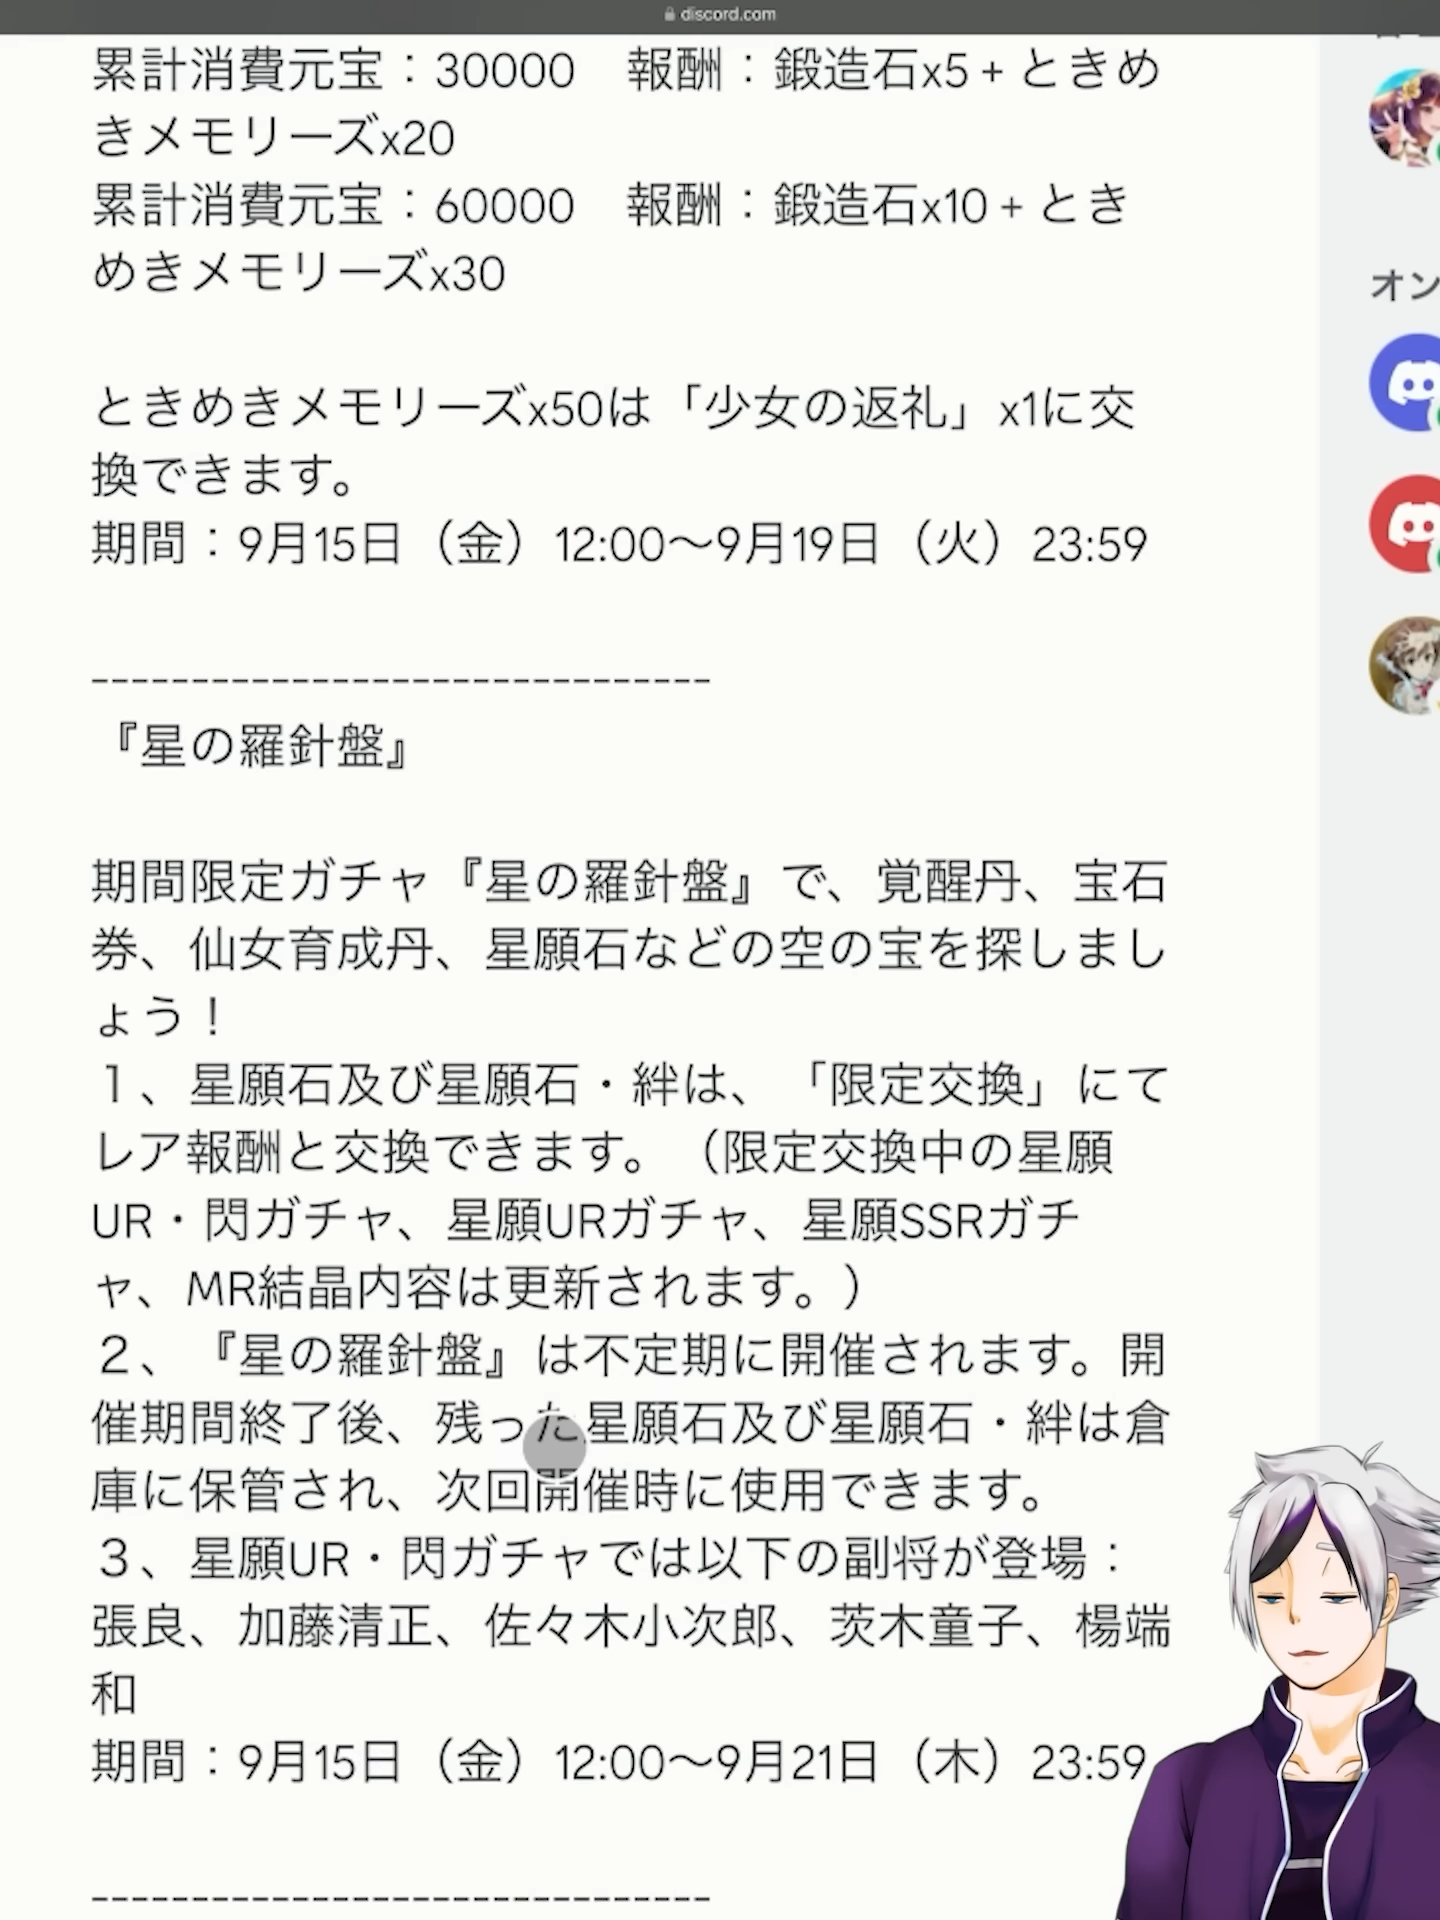 discord.com
累計消費元宝：30000　報酬：鍛造石x5 + ときめ
きメモリーズx20
累計消費元宝：60000　報酬：鍛造石x10 + とき
めきメモリーズx30
オン
ときめきメモリーズx50は「少女の返礼」x1に交
換できます。
期間：9月15日（金）12:00〜9月19日（火）23:59
--------------------------------
『星の羅針盤』
期間限定ガチャ『星の羅針盤』で、覚醒丹、宝石
券、仙女育成丹、星願石などの空の宝を探しまし
ょう！
１、星願石及び星願石・絆は、「限定交換」にて
レア報酬と交換できます。（限定交換中の星願
UR・閃ガチャ、星願URガチャ、星願SSRガチ
ャ、MR結晶内容は更新されます。）
２、『星の羅針盤』は不定期に開催されます。開
催期間終了後、残った星願石及び星願石・絆は倉
庫に保管され、次回開催時に使用できます。
３、星願UR・閃ガチャでは以下の副将が登場：
張良、加藤清正、佐々木小次郎、茨木童子、楊端
和
期間：9月15日（金）12:00〜9月21日（木）23:59
--------------------------------